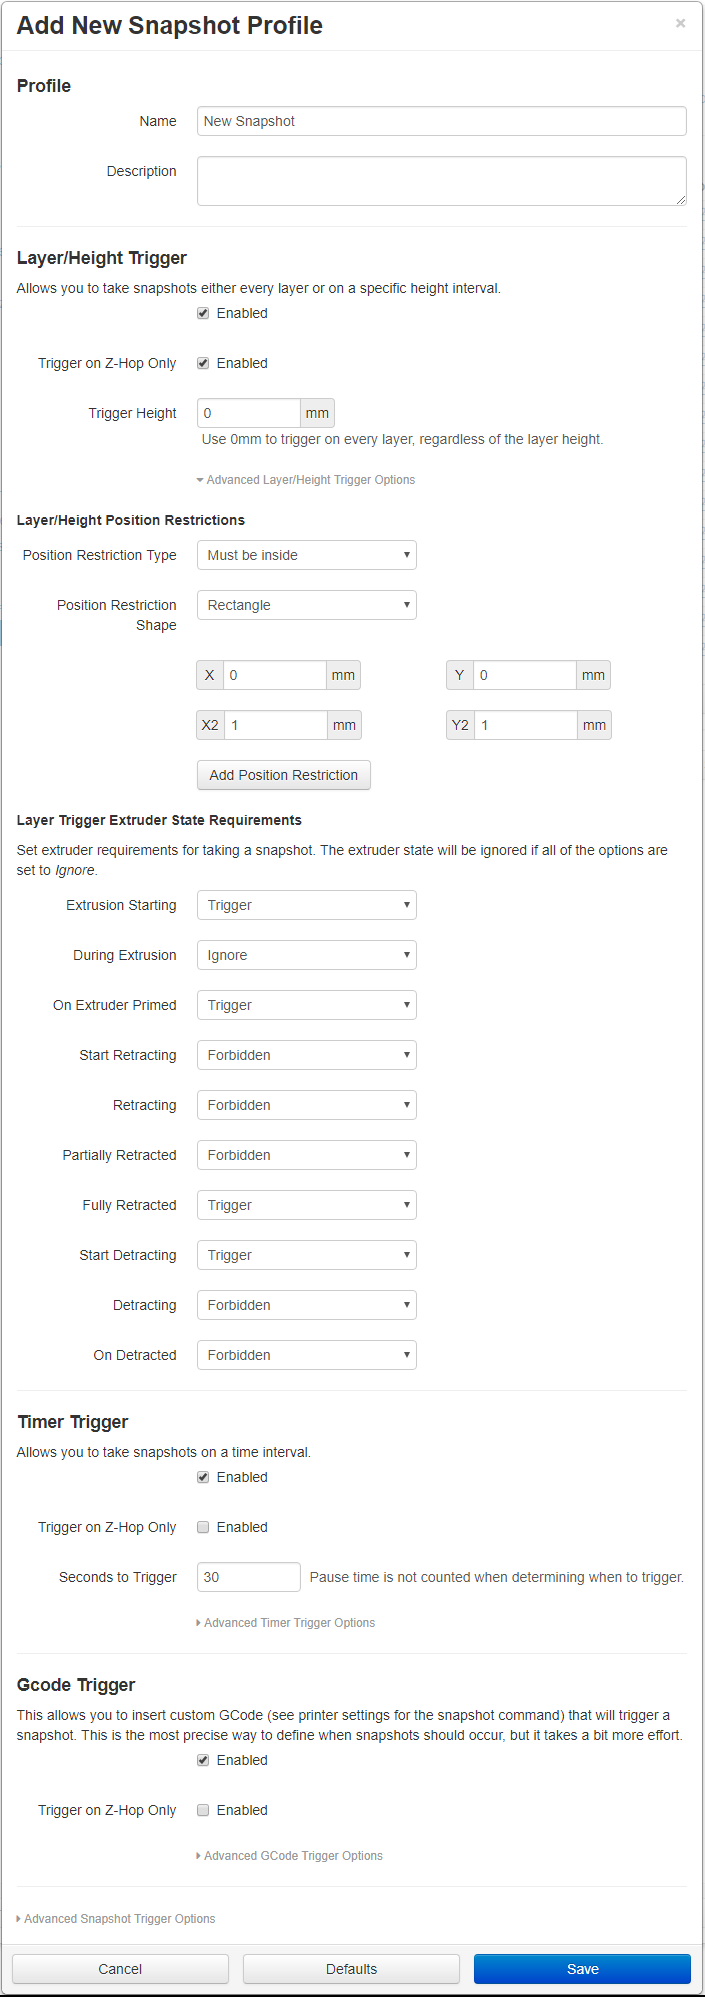 Add New Snapshot Profile ×
Profile
Name New Snapshot
Description
Layer/Height Trigger
Allows you to take snapshots either every layer or on a specific height interval.
Enabled
Trigger on Z-Hop Only Enabled
Trigger Height 0 mm
Use 0mm to trigger on every layer, regardless of the layer height.
Advanced Layer/Height Trigger Options
Layer/Height Position Restrictions
Position Restriction Type Must be inside
Position Restriction Shape Rectangle
X 0 mm Y 0 mm
X2 1 mm Y2 1 mm
Add Position Restriction
Layer Trigger Extruder State Requirements
Set extruder requirements for taking a snapshot. The extruder state will be ignored if all of the options are
set to Ignore.
Extrusion Starting Trigger
During Extrusion Ignore
On Extruder Primed Trigger
Start Retracting Forbidden
Retracting Forbidden
Partially Retracted Forbidden
Fully Retracted Trigger
Start Detracting Trigger
Detracting Forbidden
On Detracted Forbidden
Timer Trigger
Allows you to take snapshots on a time interval.
Enabled
Trigger on Z-Hop Only Enabled
Seconds to Trigger 30 Pause time is not counted when determining when to trigger.
Advanced Timer Trigger Options
Gcode Trigger
This allows you to insert custom GCode (see printer settings for the snapshot command) that will trigger a
snapshot. This is the most precise way to define when snapshots should occur, but it takes a bit more effort.
Enabled
Trigger on Z-Hop Only Enabled
Advanced GCode Trigger Options
Advanced Snapshot Trigger Options
Cancel Defaults Save